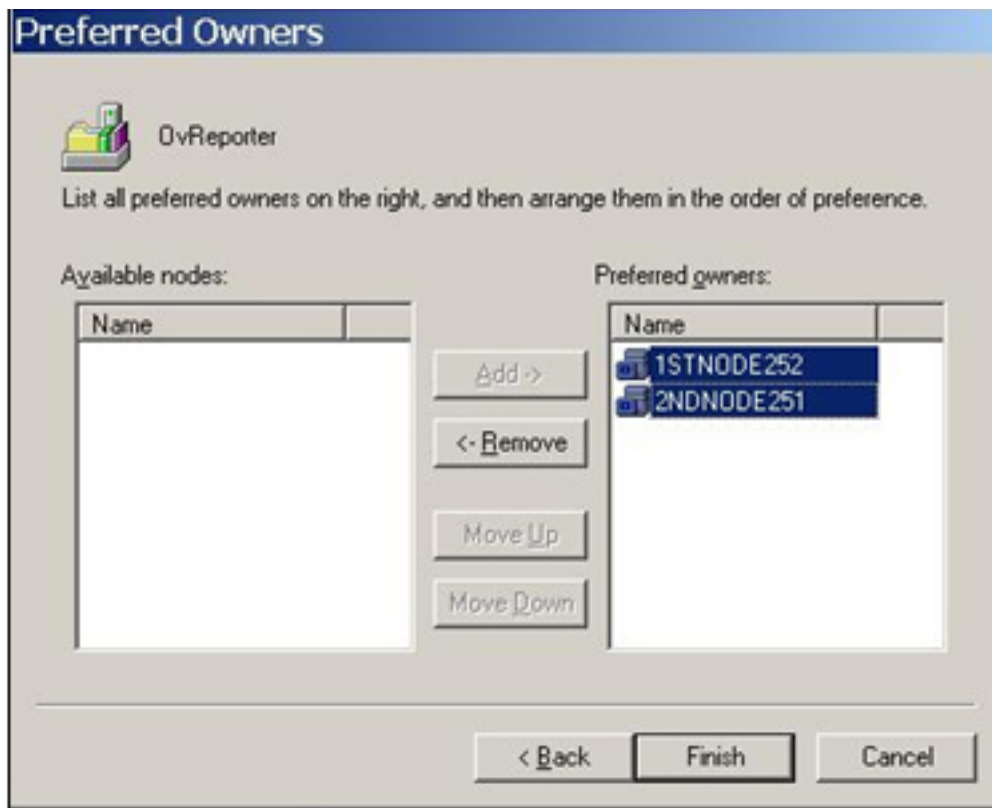 Preferred Owners
OvReporter
List all preferred owners on the right, and then arrange them in the order of preference.
Available nodes:
Preferred owners:
Name
Name
1STNODE252
2NDNODE251
Add ->
<- Remove
Move Up
Move Down
< Back
Finish
Cancel